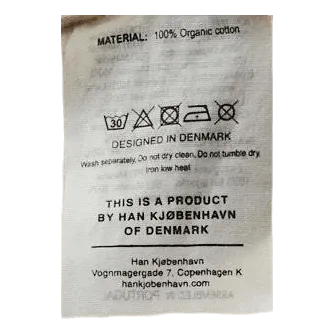 MATERIAL: 100% Organic cotton
30
DESIGNED IN DENMARK
Wash separately, Do not dry clean, Do not tumble dry,
Iron low heat
THIS IS A PRODUCT
BY HAN KJØBENHAVN
OF DENMARK
Han Kjøbenhavn
Vognmagergade 7, Copenhagen K
hankjobenhavn.com